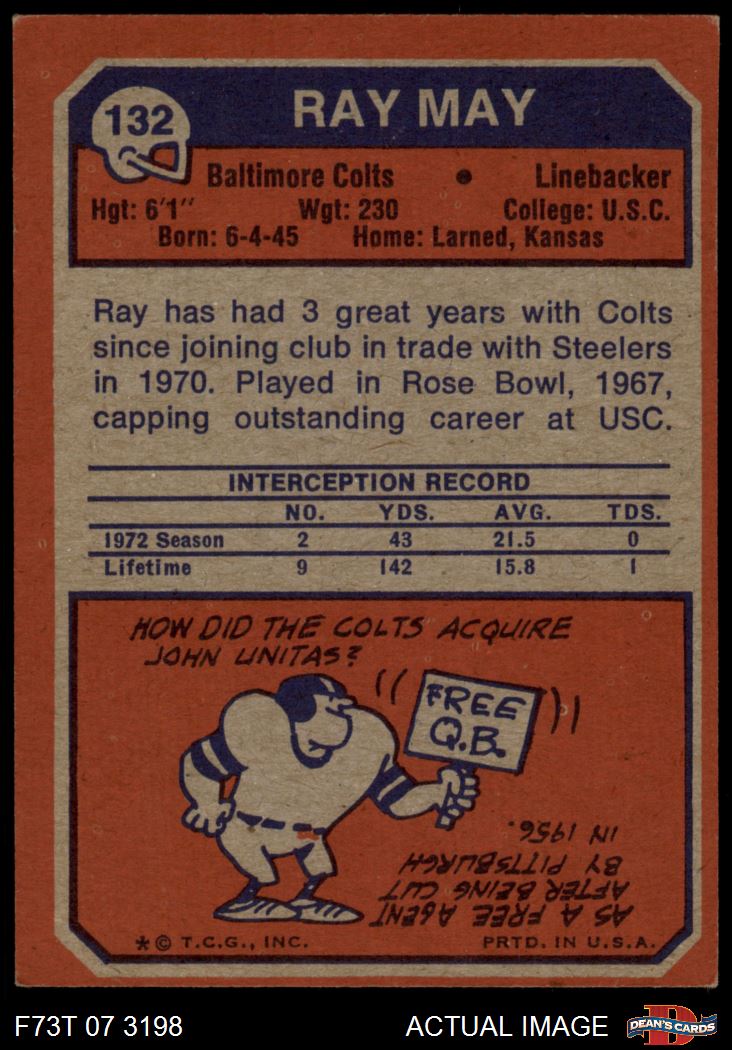 132
RAY MAY
Baltimore Colts • Linebacker
Hgt: 6'1" Wgt: 230 College: U.S.C.
Born: 6-4-45 Home: Larned, Kansas
Ray has had 3 great years with Colts
since joining club in trade with Steelers
in 1970. Played in Rose Bowl, 1967,
capping outstanding career at USC.
INTERCEPTION RECORD
NO. YDS. AVG. TDS.
1972 Season 2 43 21.5 0
Lifetime 9 142 15.8 1
HOW DID THE COLTS ACQUIRE
JOHN UNITAS?
FREE
Q.B.
AS A FREE AGENT
AFTER BEING CUT
BY PITTSBURGH
IN 1956.
* © T.C.G., INC. PRTD. IN U.S.A.
F73T 07 3198 ACTUAL IMAGE
D
DEAN'S CARDS